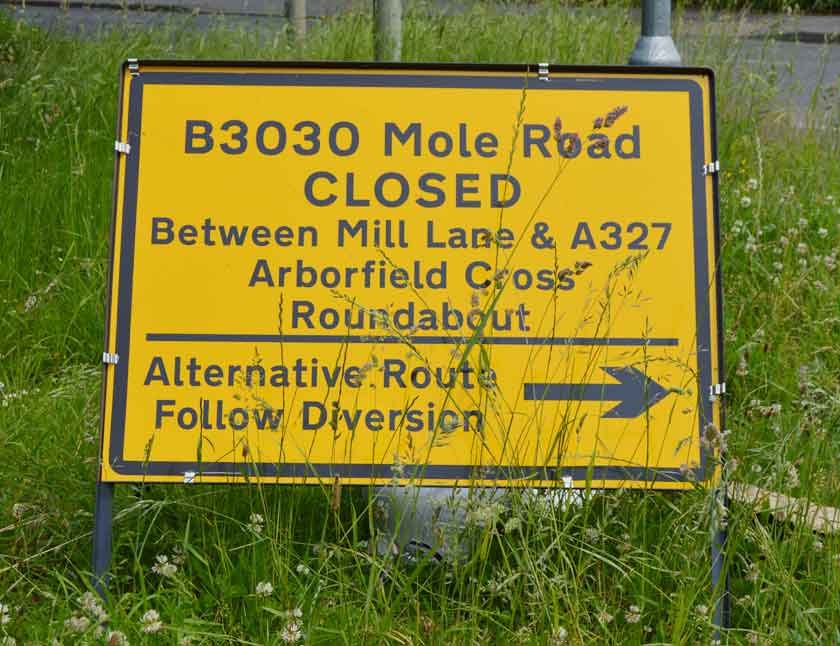 B3030 Mole Road
CLOSED
Between Mill Lane & A327
Arborfield Cross
Roundabout
Alternative Route
Follow Diversion